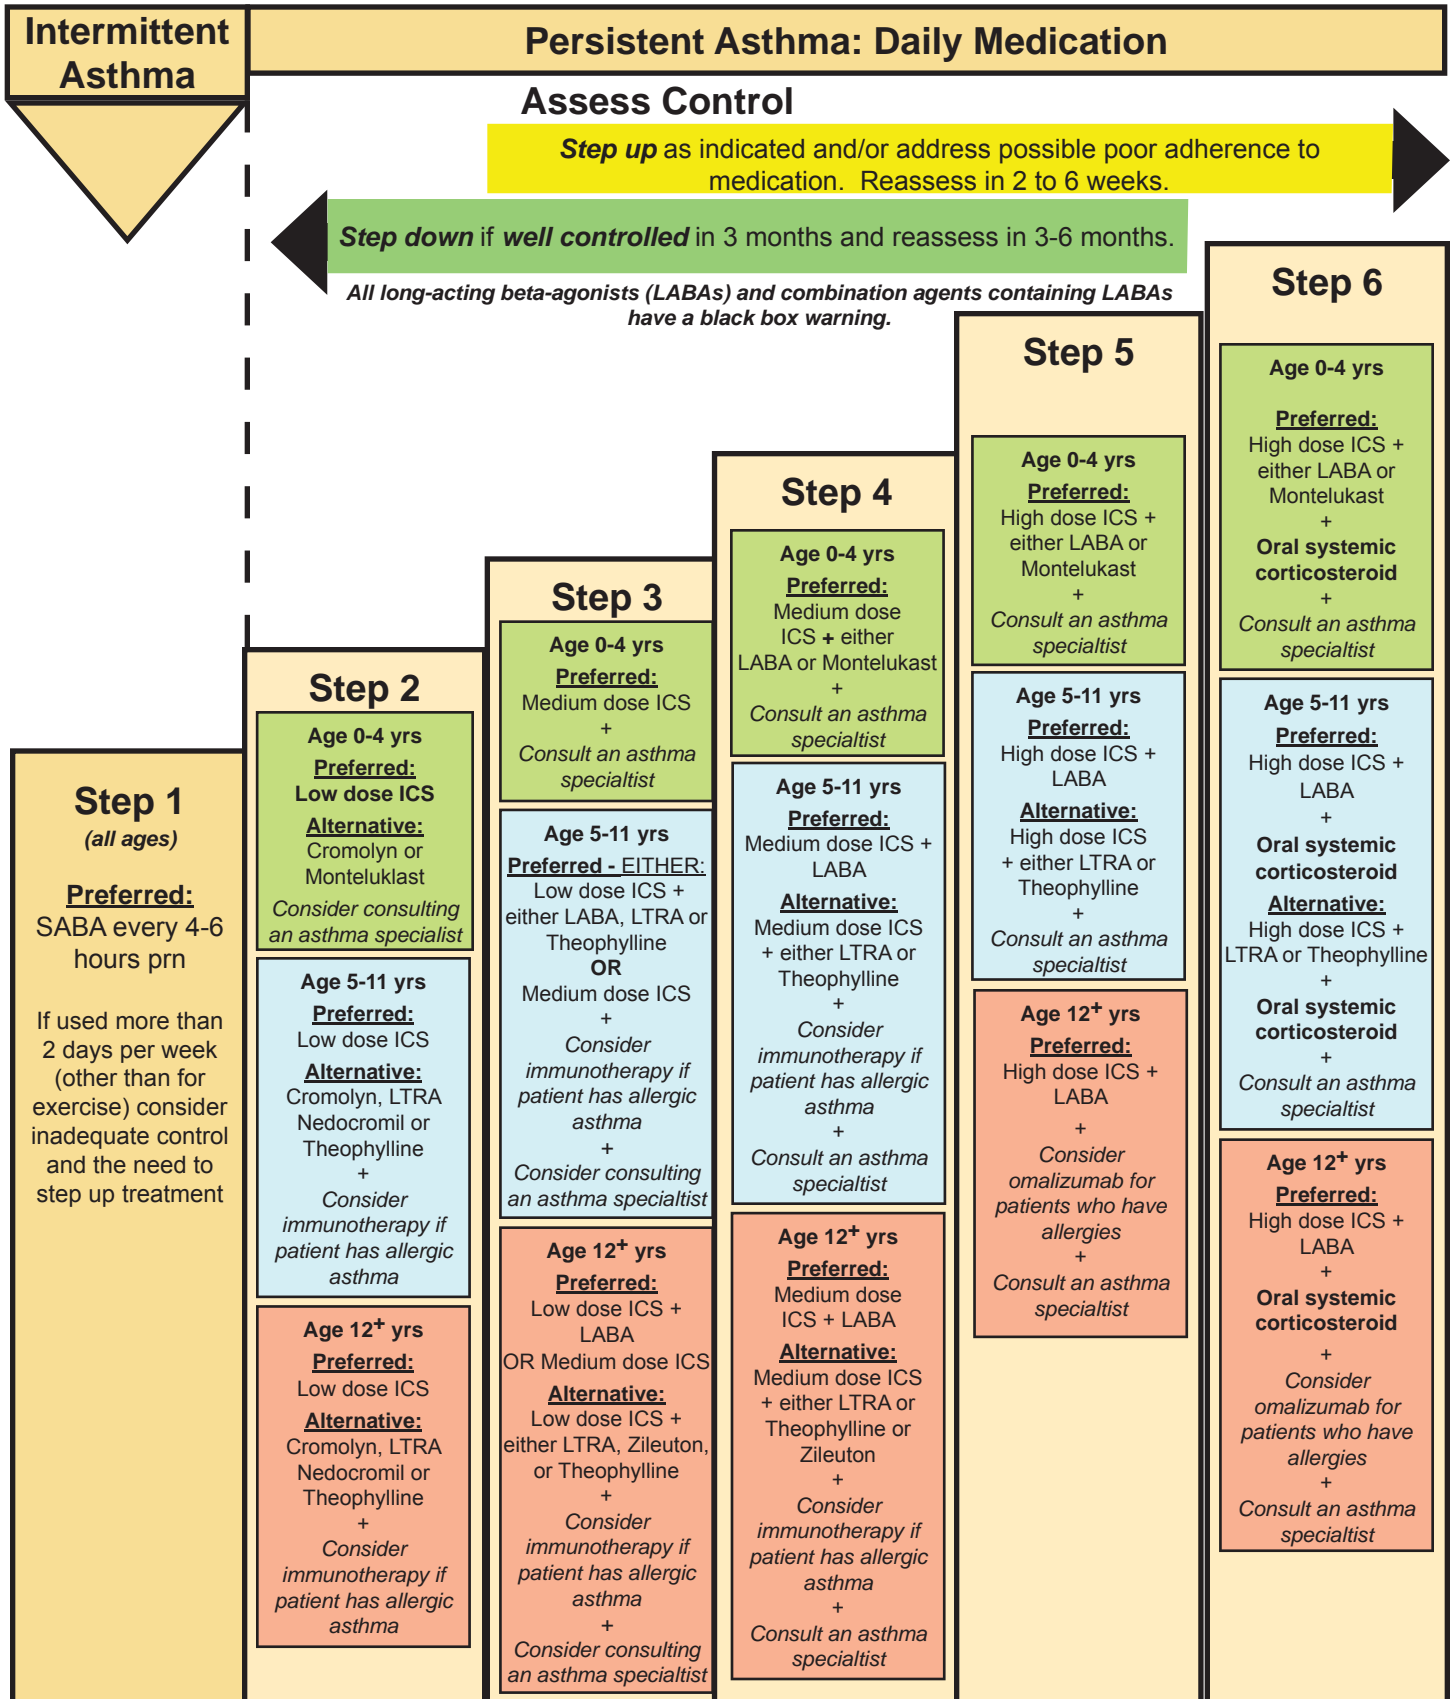 Intermittent
Asthma
Persistent Asthma: Daily Medication
Assess Control
Step up as indicated and/or address possible poor adherence to
medication.  Reassess in 2 to 6 weeks.
Step down if well controlled in 3 months and reassess in 3-6 months.
All long-acting beta-agonists (LABAs) and combination agents containing LABAs
have a black box warning.
Step 1
(all ages)
Preferred:
SABA every 4-6
hours prn
If used more than
2 days per week
(other than for
exercise) consider
inadequate control
and the need to
step up treatment
Step 2
Age 0-4 yrs
Preferred:
Low dose ICS
Alternative:
Cromolyn or
Monteluklast
Consider consulting
an asthma specialist
Age 5-11 yrs
Preferred:
Low dose ICS
Alternative:
Cromolyn, LTRA
Nedocromil or
Theophylline
+
Consider
immunotherapy if
patient has allergic
asthma
Age 12+ yrs
Preferred:
Low dose ICS
Alternative:
Cromolyn, LTRA
Nedocromil or
Theophylline
+
Consider
immunotherapy if
patient has allergic
asthma
Step 3
Age 0-4 yrs
Preferred:
Medium dose ICS
+
Consult an asthma
specialtist
Age 5-11 yrs
Preferred - EITHER:
Low dose ICS +
either LABA, LTRA or
Theophylline
OR
Medium dose ICS
+
Consider
immunotherapy if
patient has allergic
asthma
+
Consider consulting
an asthma specialtist
Age 12+ yrs
Preferred:
Low dose ICS +
LABA
OR Medium dose ICS
Alternative:
Low dose ICS +
either LTRA, Zileuton,
or Theophylline
+
Consider
immunotherapy if
patient has allergic
asthma
+
Consider consulting
an asthma specialtist
Step 4
Age 0-4 yrs
Preferred:
Medium dose
ICS + either
LABA or Montelukast
+
Consult an asthma
specialtist
Age 5-11 yrs
Preferred:
Medium dose ICS +
LABA
Alternative:
Medium dose ICS
+ either LTRA or
Theophylline
+
Consider
immunotherapy if
patient has allergic
asthma
+
Consult an asthma
specialtist
Age 12+ yrs
Preferred:
Medium dose
ICS + LABA
Alternative:
Medium dose ICS
+ either LTRA or
Theophylline or
Zileuton
+
Consider
immunotherapy if
patient has allergic
asthma
+
Consult an asthma
specialtist
Step 5
Age 0-4 yrs
Preferred:
High dose ICS +
either LABA or
Montelukast
+
Consult an asthma
specialtist
Age 5-11 yrs
Preferred:
High dose ICS +
LABA
Alternative:
High dose ICS
+ either LTRA or
Theophylline
+
Consult an asthma
specialtist
Age 12+ yrs
Preferred:
High dose ICS +
LABA
+
Consider
omalizumab for
patients who have
allergies
+
Consult an asthma
specialtist
Step 6
Age 0-4 yrs
Preferred:
High dose ICS +
either LABA or
Montelukast
+
Oral systemic
corticosteroid
+
Consult an asthma
specialtist
Age 5-11 yrs
Preferred:
High dose ICS +
LABA
+
Oral systemic
corticosteroid
Alternative:
High dose ICS +
LTRA or Theophylline
+
Oral systemic
corticosteroid
+
Consult an asthma
specialtist
Age 12+ yrs
Preferred:
High dose ICS +
LABA
+
Oral systemic
corticosteroid
+
Consider
omalizumab for
patients who have
allergies
+
Consult an asthma
specialtist